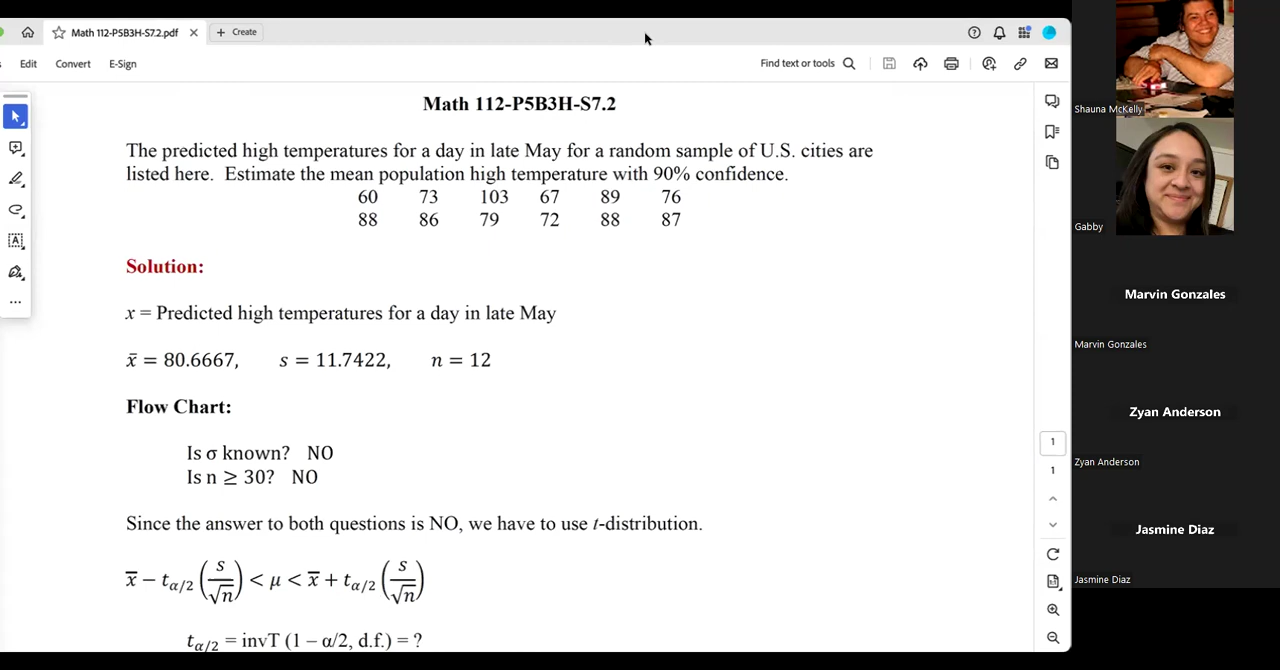 Math 112-P5B3H-S7.2.pdf
Create
Edit Convert E-Sign
Find text or tools
Math 112-P5B3H-S7.2
The predicted high temperatures for a day in late May for a random sample of U.S. cities are
listed here. Estimate the mean population high temperature with 90% confidence.
60 73 103 67 89 76
88 86 79 72 88 87
Solution:
x = Predicted high temperatures for a day in late May
x̄ = 80.6667, s = 11.7422, n = 12
Flow Chart:
Is σ known? NO
Is n ≥ 30? NO
Since the answer to both questions is NO, we have to use t-distribution.
x̄ − t_{α/2} (s/√n) < μ < x̄ + t_{α/2} (s/√n)
t_{α/2} = invT (1 − α/2, d.f.) = ?
1
1
Shauna McKelly
Gabby
Marvin Gonzales
Marvin Gonzales
Zyan Anderson
Zyan Anderson
Jasmine Diaz
Jasmine Diaz